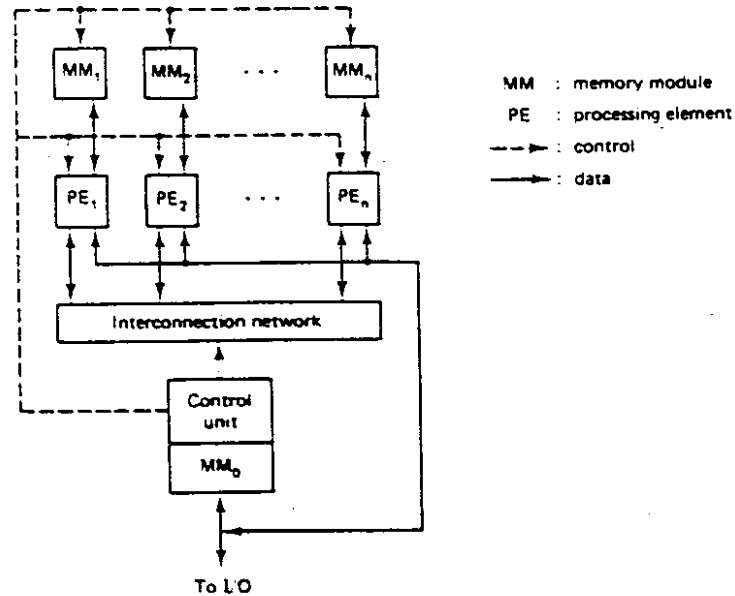 MM₁ MM₂ · · · MMₙ
MM : memory module
PE : processing element
control
data
PE₁ PE₂ · · · PEₙ
Interconnection network
Control
unit
MM₀
To I/O